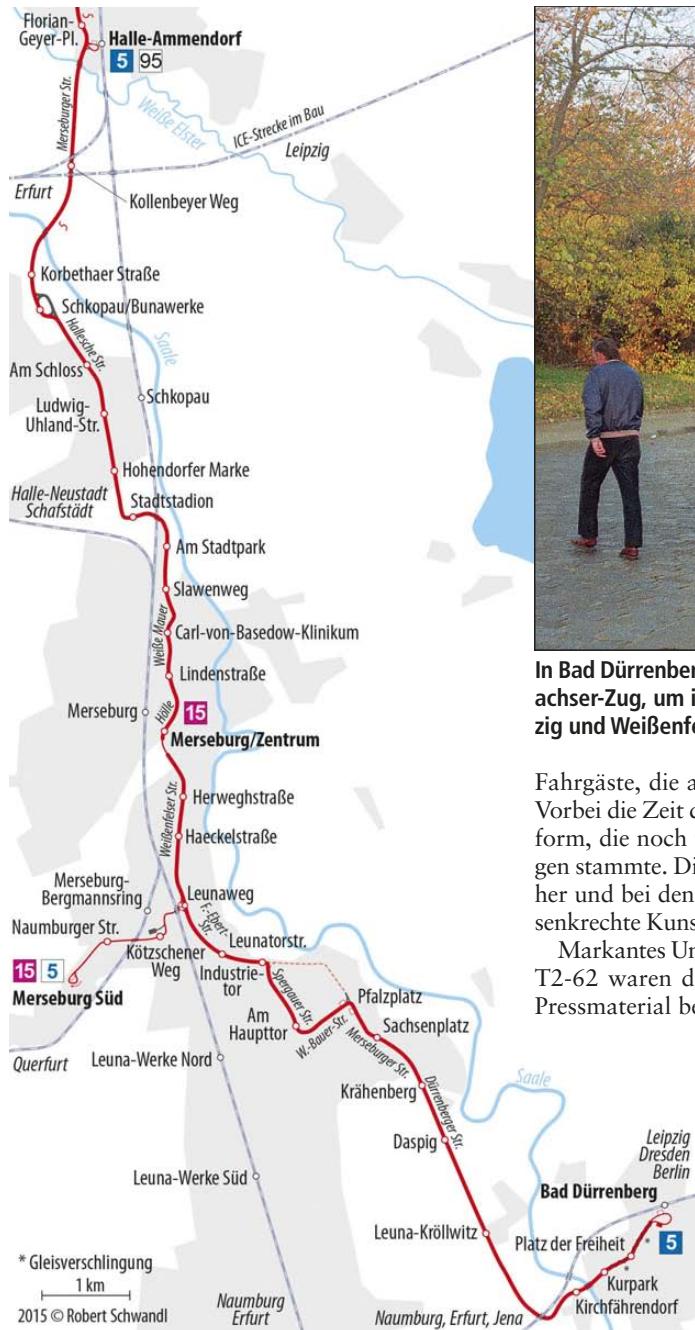 Florian-
Geyer-Pl.
Halle-Ammendorf
5 95
Merseburger Str.
Weiße Elster
ICE-Strecke im Bau
Leipzig
Erfurt
Kollenbeyer Weg
Korbethaer Straße
Schkopau/Bunawerke
Hallesche Str.
Saale
Am Schloss
Schkopau
Ludwig-
Uhland-Str.
Hohendorfer Marke
Halle-Neustadt
Schafstädt
Stadtstadion
Am Stadtpark
Slawenweg
Weiße Mauer
Carl-von-Basedow-Klinikum
Lindenstraße
Merseburg
Hölle
15
Merseburg/Zentrum
Weißenfelser Str.
Herweghstraße
Haeckelstraße
Merseburg-
Bergmannsring
Leunaweg
F.-Ebert-
Str.
Naumburger Str.
Kötzschener
Weg
Leunatorstr.
Industrie-
tor
15 5
Merseburg Süd
Spergauer Str.
Am
Haupttor
W.-Bauer-Str.
Pfalzplatz
Sachsenplatz
Merseburger Str.
Querfurt
Leuna-Werke Nord
Krähenberg
Dürrenberger Str.
Saale
Daspig
Leuna-Werke Süd
Leipzig
Dresden
Berlin
Bad Dürrenberg
Leuna-Kröllwitz
Platz der Freiheit
5
*
*
Kurpark
Kirchfährendorf
* Gleisverschlingung
1 km
2015 © Robert Schwandl
Naumburg
Erfurt
Naumburg, Erfurt, Jena
In Bad Dürrenber
achser-Zug, um i
zig und Weißenfe
Fahrgäste, die a
Vorbei die Zeit d
form, die noch
gen stammte. Di
her und bei den
senkrechte Kuns
Markantes Un
T2-62 waren d
Pressmaterial be